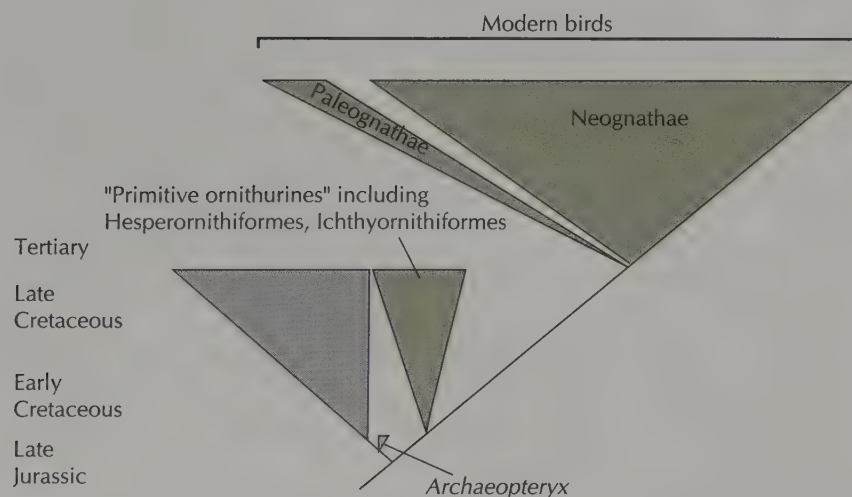 Modern birds
Paleognathae
Neognathae
"Primitive ornithurines" including
Hesperornithiformes, Ichthyornithiformes
Tertiary
Late
Cretaceous
Early
Cretaceous
Late
Jurassic
Archaeopteryx